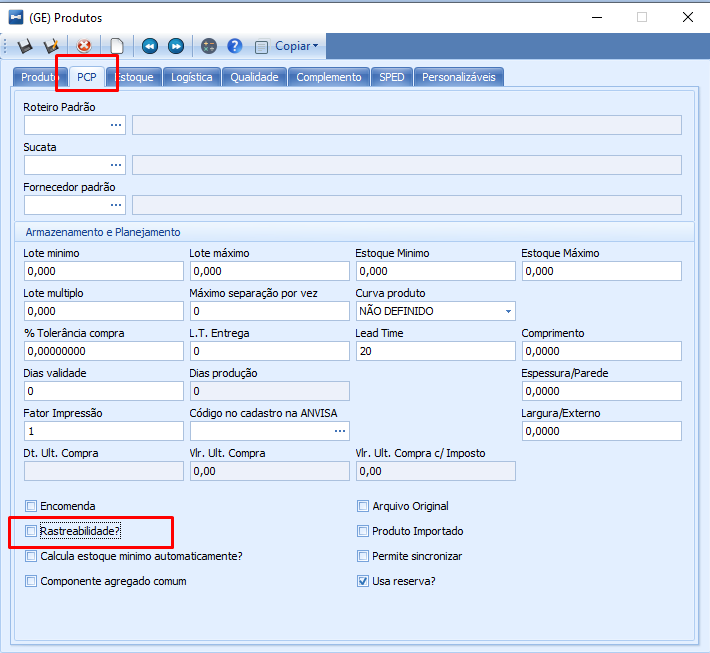 (GE) Produtos
Copiar
Produto PCP Estoque Logística Qualidade Complemento SPED Personalizáveis
Roteiro Padrão
...
Sucata
...
Fornecedor padrão
...
Armazenamento e Planejamento
Lote minimo Lote máximo Estoque Minimo Estoque Máximo
0,000 0,000 0,000 0,000
Lote multiplo Máximo separação por vez Curva produto
0,000 0 NÃO DEFINIDO
% Tolerância compra L.T. Entrega Lead Time Comprimento
0,00000000 0 20 0,0000
Dias validade Dias produção Espessura/Parede
0 0 0,0000
Fator Impressão Código no cadastro na ANVISA Largura/Externo
1 ... 0,0000
Dt. Ult. Compra Vlr. Ult. Compra Vlr. Ult. Compra c/ Imposto
0,00 0,00
Encomenda Arquivo Original
Rastreabilidade? Produto Importado
Calcula estoque minimo automaticamente? Permite sincronizar
Componente agregado comum Usa reserva?